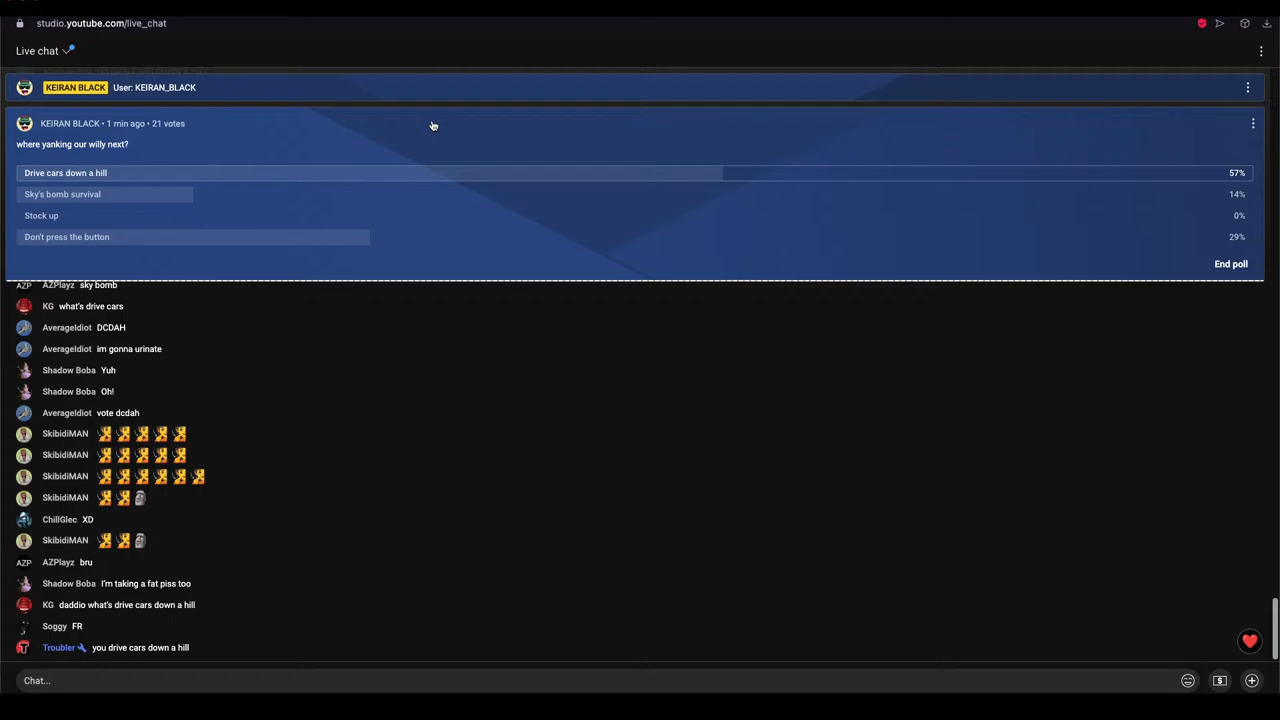 studio.youtube.com/live_chat
Live chat
KEIRAN BLACK User: KEIRAN_BLACK
KEIRAN BLACK • 1 min ago • 21 votes
where yanking our willy next?
Drive cars down a hill 57%
Sky's bomb survival 14%
Stock up 0%
Don't press the button 29%
End poll
AZP AZPlayz sky bomb
KG what's drive cars
AverageIdiot DCDAH
AverageIdiot im gonna urinate
Shadow Boba Yuh
Shadow Boba Oh!
AverageIdiot vote dcdah
SkibidiMAN
SkibidiMAN
SkibidiMAN
SkibidiMAN
ChillGlec XD
SkibidiMAN
AZP AZPlayz bru
Shadow Boba I'm taking a fat piss too
KG daddio what's drive cars down a hill
Soggy FR
T Troubler you drive cars down a hill
Chat...